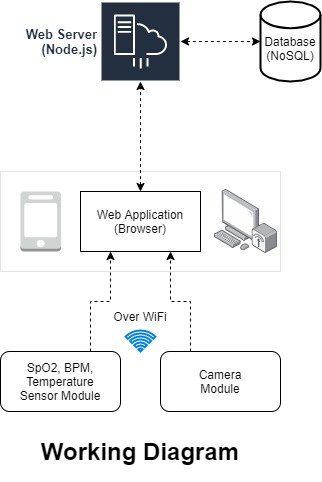 Web Server
(Node.js)
Database
(NoSQL)
Web Application
(Browser)
Over WiFi
SpO2, BPM,
Temperature
Sensor Module
Camera
Module
Working Diagram